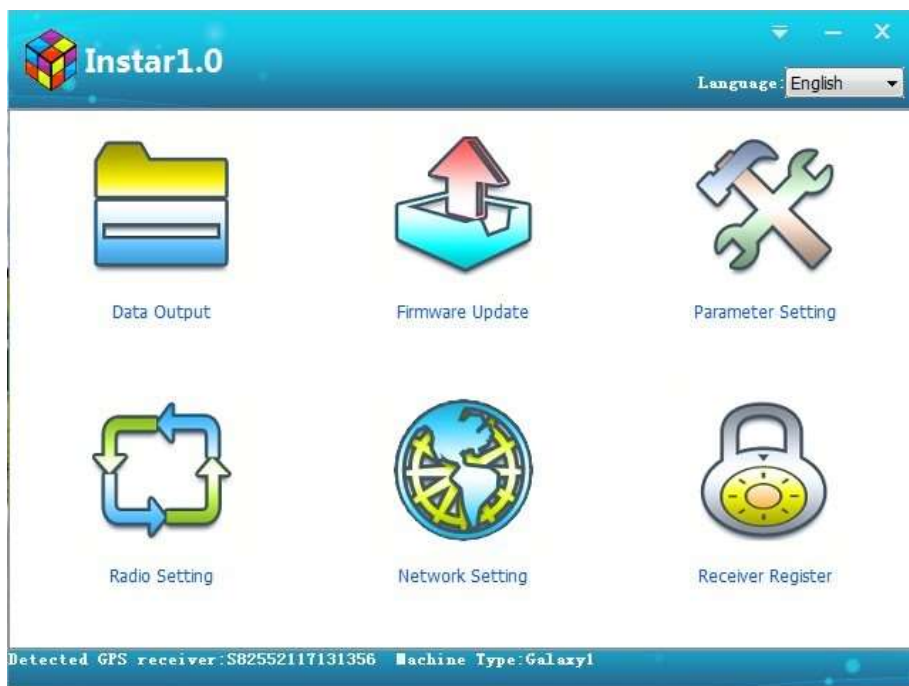 Instar1.0
Language: English
Data Output
Firmware Update
Parameter Setting
Radio Setting
Network Setting
Receiver Register
Detected GPS receiver:S82552117131356 Machine Type:Galaxy1